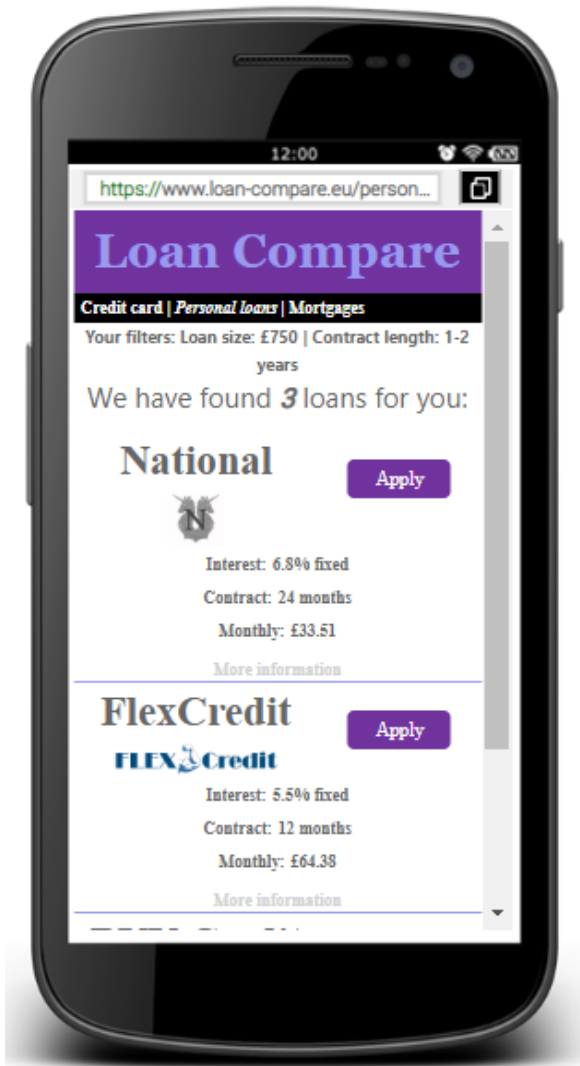 12:00
https://www.loan-compare.eu/person...
Loan Compare
Credit card | Personal loans | Mortgages
Your filters: Loan size: £750 | Contract length: 1-2
years
We have found 3 loans for you:
National
Apply
N
Interest: 6.8% fixed
Contract: 24 months
Monthly: £33.51
More information
FlexCredit
Apply
FLEX Credit
Interest: 5.5% fixed
Contract: 12 months
Monthly: £64.38
More information